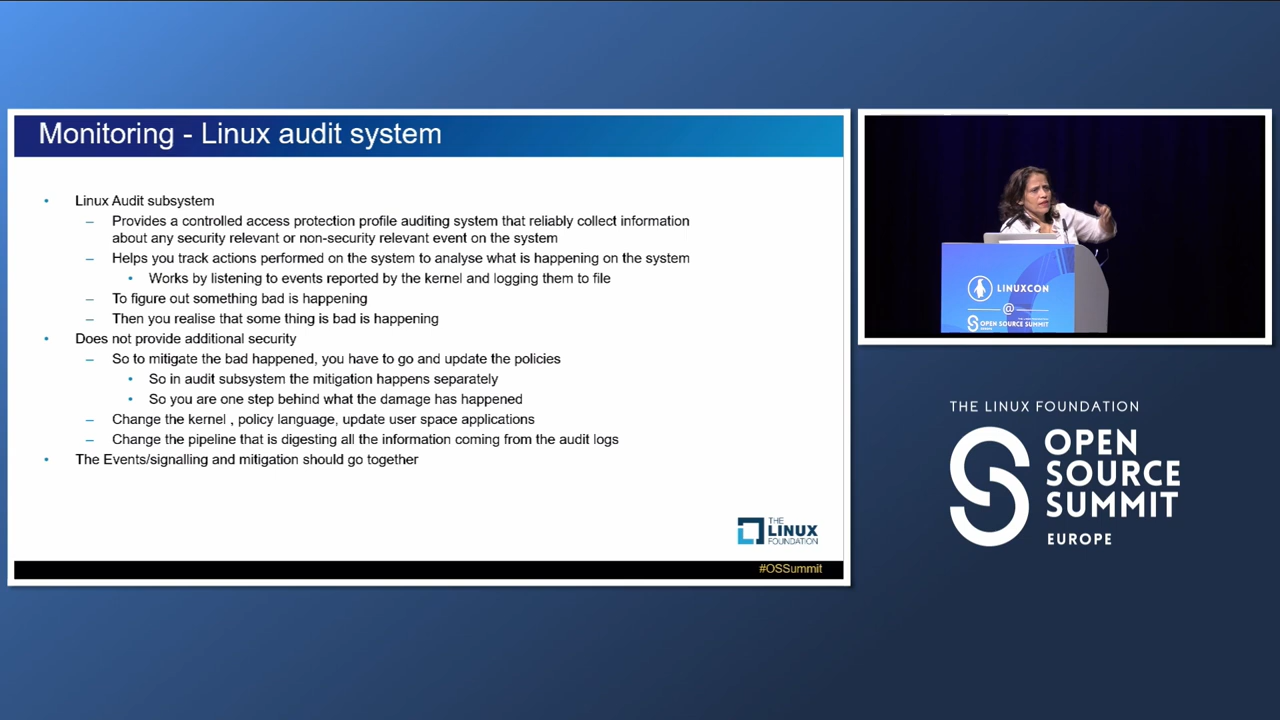 Monitoring - Linux audit system
• Linux Audit subsystem
– Provides a controlled access protection profile auditing system that reliably collect information
about any security relevant or non-security relevant event on the system
– Helps you track actions performed on the system to analyse what is happening on the system
• Works by listening to events reported by the kernel and logging them to file
– To figure out something bad is happening
– Then you realise that some thing is bad is happening
• Does not provide additional security
– So to mitigate the bad happened, you have to go and update the policies
• So in audit subsystem the mitigation happens separately
• So you are one step behind what the damage has happened
– Change the kernel , policy language, update user space applications
– Change the pipeline that is digesting all the information coming from the audit logs
• The Events/signalling and mitigation should go together
THE
LINUX
FOUNDATION
#OSSummit
LINUXCON
@
OPEN SOURCE SUMMIT
THE LINUX FOUNDATION
OPEN
SOURCE
SUMMIT
EUROPE